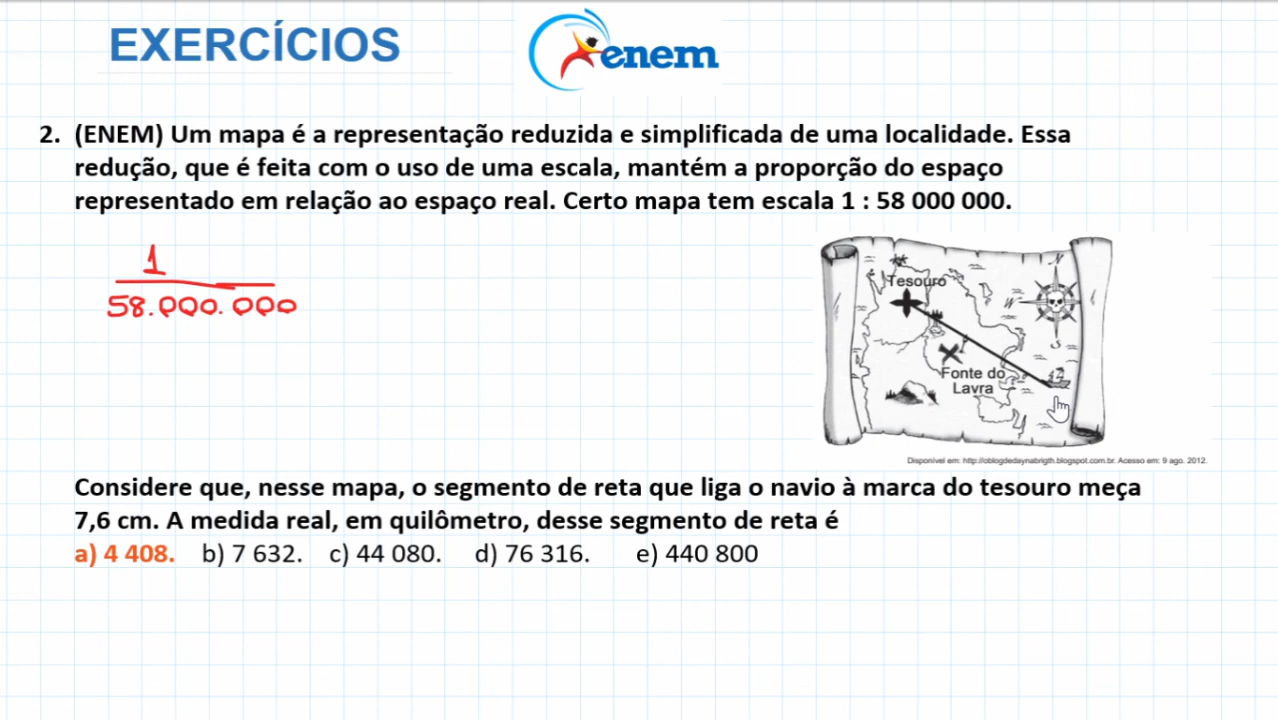 EXERCÍCIOS
enem
2. (ENEM) Um mapa é a representação reduzida e simplificada de uma localidade. Essa
redução, que é feita com o uso de uma escala, mantém a proporção do espaço
representado em relação ao espaço real. Certo mapa tem escala 1 : 58 000 000.
1
58.000.000
N
Tesouro
W
S
Fonte do
Lavra
Disponível em: http://oblogdedaynabrigth.blogspot.com.br. Acesso em: 9 ago. 2012.
Considere que, nesse mapa, o segmento de reta que liga o navio à marca do tesouro meça
7,6 cm. A medida real, em quilômetro, desse segmento de reta é
a) 4 408. b) 7 632. c) 44 080. d) 76 316. e) 440 800